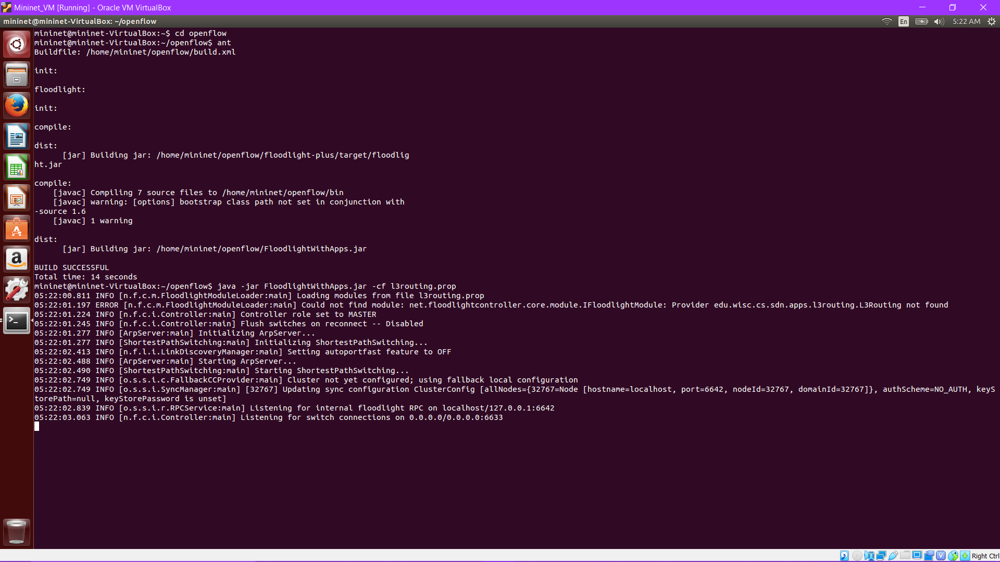 Mininet_VM [Running] - Oracle VM VirtualBox
mininet@mininet-VirtualBox: ~/openflow
En
5:22 AM
mininet@mininet-VirtualBox:~$ cd openflow
mininet@mininet-VirtualBox:~/openflow$ ant
Buildfile: /home/mininet/openflow/build.xml
init:
floodlight:
init:
compile:
dist:
[jar] Building jar: /home/mininet/openflow/floodlight-plus/target/floodlig
ht.jar
compile:
[javac] Compiling 7 source files to /home/mininet/openflow/bin
[javac] warning: [options] bootstrap class path not set in conjunction with
-source 1.6
[javac] 1 warning
dist:
[jar] Building jar: /home/mininet/openflow/FloodlightWithApps.jar
BUILD SUCCESSFUL
Total time: 14 seconds
mininet@mininet-VirtualBox:~/openflow$ java -jar FloodlightWithApps.jar -cf l3routing.prop
05:22:00.811 INFO [n.f.c.m.FloodlightModuleLoader:main] Loading modules from file l3routing.prop
05:22:01.197 ERROR [n.f.c.m.FloodlightModuleLoader:main] Could not find module: net.floodlightcontroller.core.module.IFloodlightModule: Provider edu.wisc.cs.sdn.apps.l3routing.L3Routing not found
05:22:01.224 INFO [n.f.c.i.Controller:main] Controller role set to MASTER
05:22:01.245 INFO [n.f.c.i.Controller:main] Flush switches on reconnect -- Disabled
05:22:01.277 INFO [ArpServer:main] Initializing ArpServer...
05:22:01.277 INFO [ShortestPathSwitching:main] Initializing ShortestPathSwitching...
05:22:02.413 INFO [n.f.l.i.LinkDiscoveryManager:main] Setting autoportfast feature to OFF
05:22:02.488 INFO [ArpServer:main] Starting ArpServer...
05:22:02.490 INFO [ShortestPathSwitching:main] Starting ShortestPathSwitching...
05:22:02.749 INFO [o.s.s.i.c.FallbackCCProvider:main] Cluster not yet configured; using fallback local configuration
05:22:02.749 INFO [o.s.s.i.SyncManager:main] [32767] Updating sync configuration ClusterConfig [allNodes={32767=Node [hostname=localhost, port=6642, nodeId=32767, domainId=32767]}, authScheme=NO_AUTH, keyS
torePath=null, keyStorePassword is unset]
05:22:02.839 INFO [o.s.s.i.r.RPCService:main] Listening for internal floodlight RPC on localhost/127.0.0.1:6642
05:22:03.063 INFO [n.f.c.i.Controller:main] Listening for switch connections on 0.0.0.0/0.0.0.0:6633
Right Ctrl